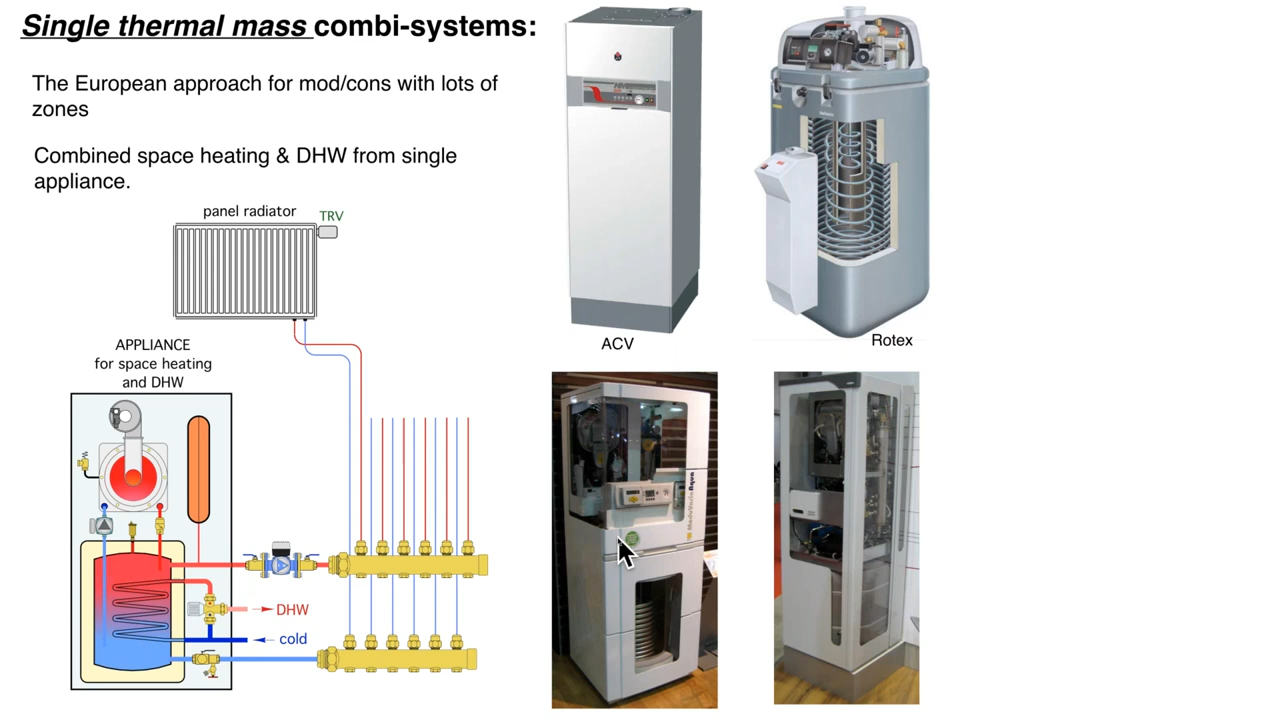 Single thermal mass combi-systems:
The European approach for mod/cons with lots of
zones
Combined space heating & DHW from single
appliance.
panel radiator
TRV
APPLIANCE
for space heating
and DHW
DHW
cold
ACV
Rotex